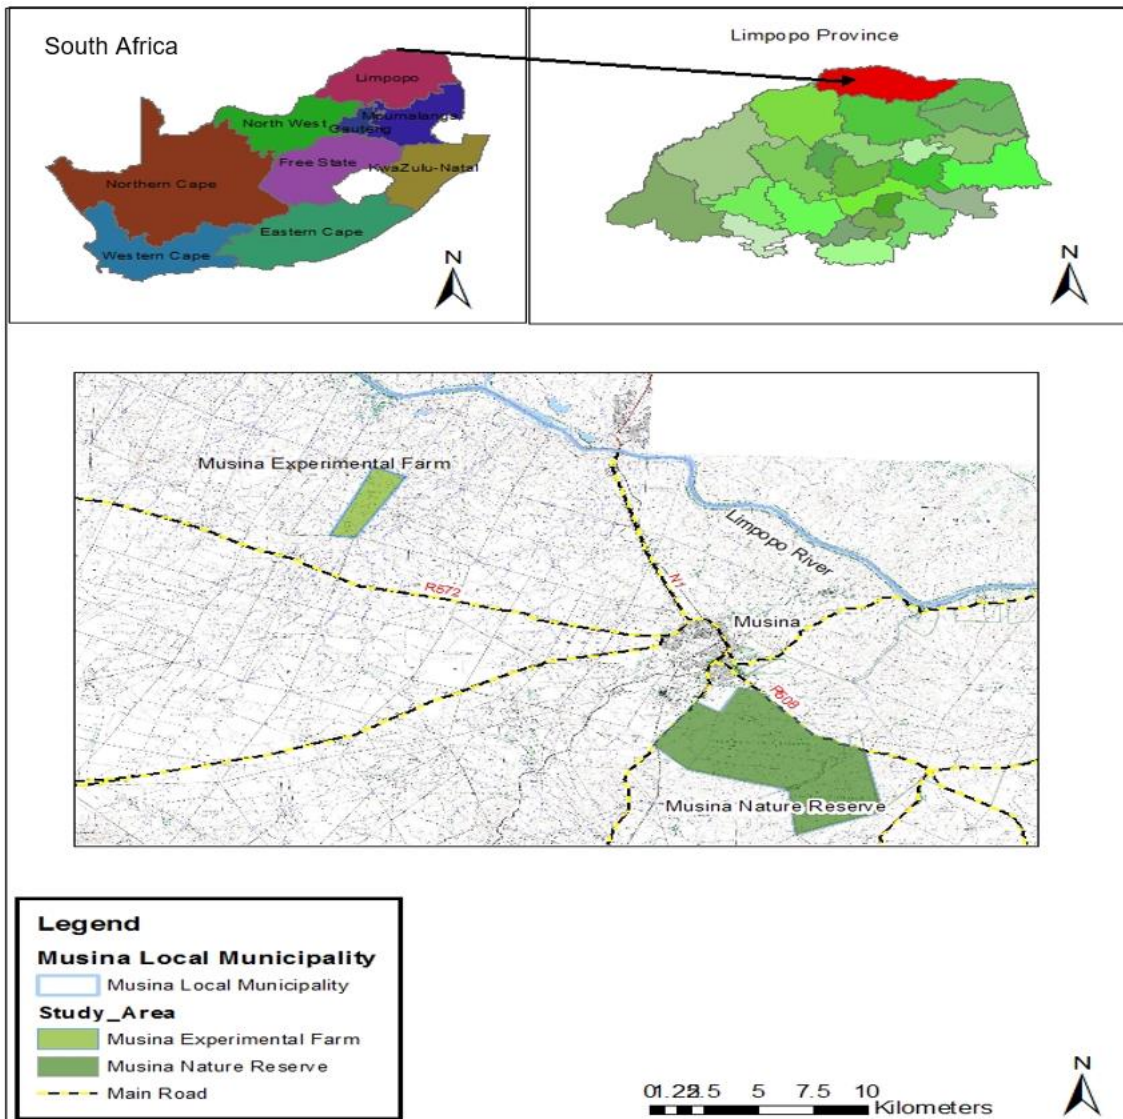 South Africa
Limpopo
North West
Gauteng
Mpumalanga
Free State
KwaZulu-Natal
Northern Cape
Eastern Cape
Western Cape
N
Limpopo Province
N
Musina Experimental Farm
Limpopo River
R572
N1
Musina
R508
Musina Nature Reserve
Legend
Musina Local Municipality
Musina Local Municipality
Study_Area
Musina Experimental Farm
Musina Nature Reserve
Main Road
N
0 1.25 2.5 5 7.5 10
Kilometers